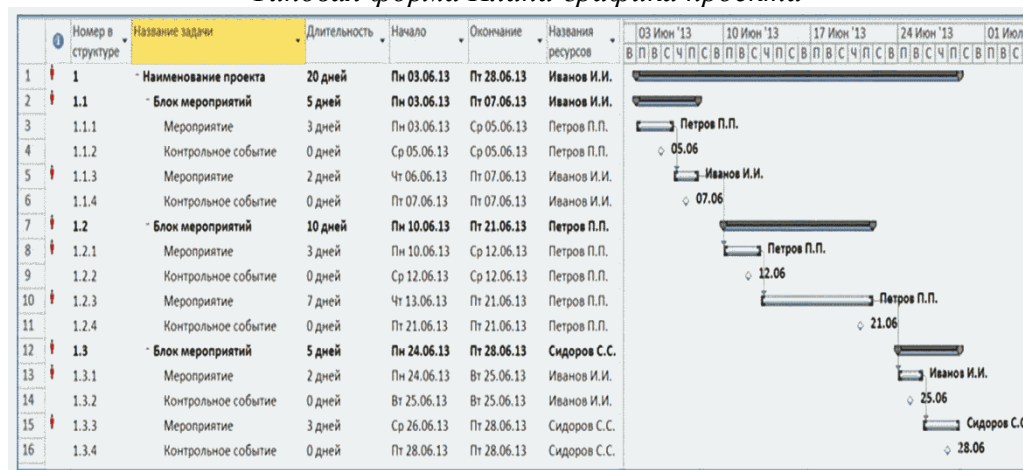 Типовая форма Плана-графика проекта
Номер в структуре Название задачи Длительность Начало Окончание Названия ресурсов 03 Июн '13 10 Июн '13 17 Июн '13 24 Июн '13 01 Июл
В П В С Ч П С В П В С Ч П С В П В С Ч П С В П В С Ч П С В П В С
1 1 Наименование проекта 20 дней Пн 03.06.13 Пт 28.06.13 Иванов И.И.
2 1.1 Блок мероприятий 5 дней Пн 03.06.13 Пт 07.06.13 Иванов И.И.
3 1.1.1 Мероприятие 3 дней Пн 03.06.13 Ср 05.06.13 Петров П.П. Петров П.П.
4 1.1.2 Контрольное событие 0 дней Ср 05.06.13 Ср 05.06.13 Петров П.П. 05.06
5 1.1.3 Мероприятие 2 дней Чт 06.06.13 Пт 07.06.13 Иванов И.И. Иванов И.И.
6 1.1.4 Контрольное событие 0 дней Пт 07.06.13 Пт 07.06.13 Иванов И.И. 07.06
7 1.2 Блок мероприятий 10 дней Пн 10.06.13 Пт 21.06.13 Петров П.П.
8 1.2.1 Мероприятие 3 дней Пн 10.06.13 Ср 12.06.13 Петров П.П. Петров П.П.
9 1.2.2 Контрольное событие 0 дней Ср 12.06.13 Ср 12.06.13 Петров П.П. 12.06
10 1.2.3 Мероприятие 7 дней Чт 13.06.13 Пт 21.06.13 Петров П.П. Петров П.П.
11 1.2.4 Контрольное событие 0 дней Пт 21.06.13 Пт 21.06.13 Петров П.П. 21.06
12 1.3 Блок мероприятий 5 дней Пн 24.06.13 Пт 28.06.13 Сидоров С.С.
13 1.3.1 Мероприятие 2 дней Пн 24.06.13 Вт 25.06.13 Иванов И.И. Иванов И.И.
14 1.3.2 Контрольное событие 0 дней Вт 25.06.13 Вт 25.06.13 Иванов И.И. 25.06
15 1.3.3 Мероприятие 3 дней Ср 26.06.13 Пт 28.06.13 Сидоров С.С. Сидоров С.С
16 1.3.4 Контрольное событие 0 дней Пт 28.06.13 Пт 28.06.13 Сидоров С.С. 28.06